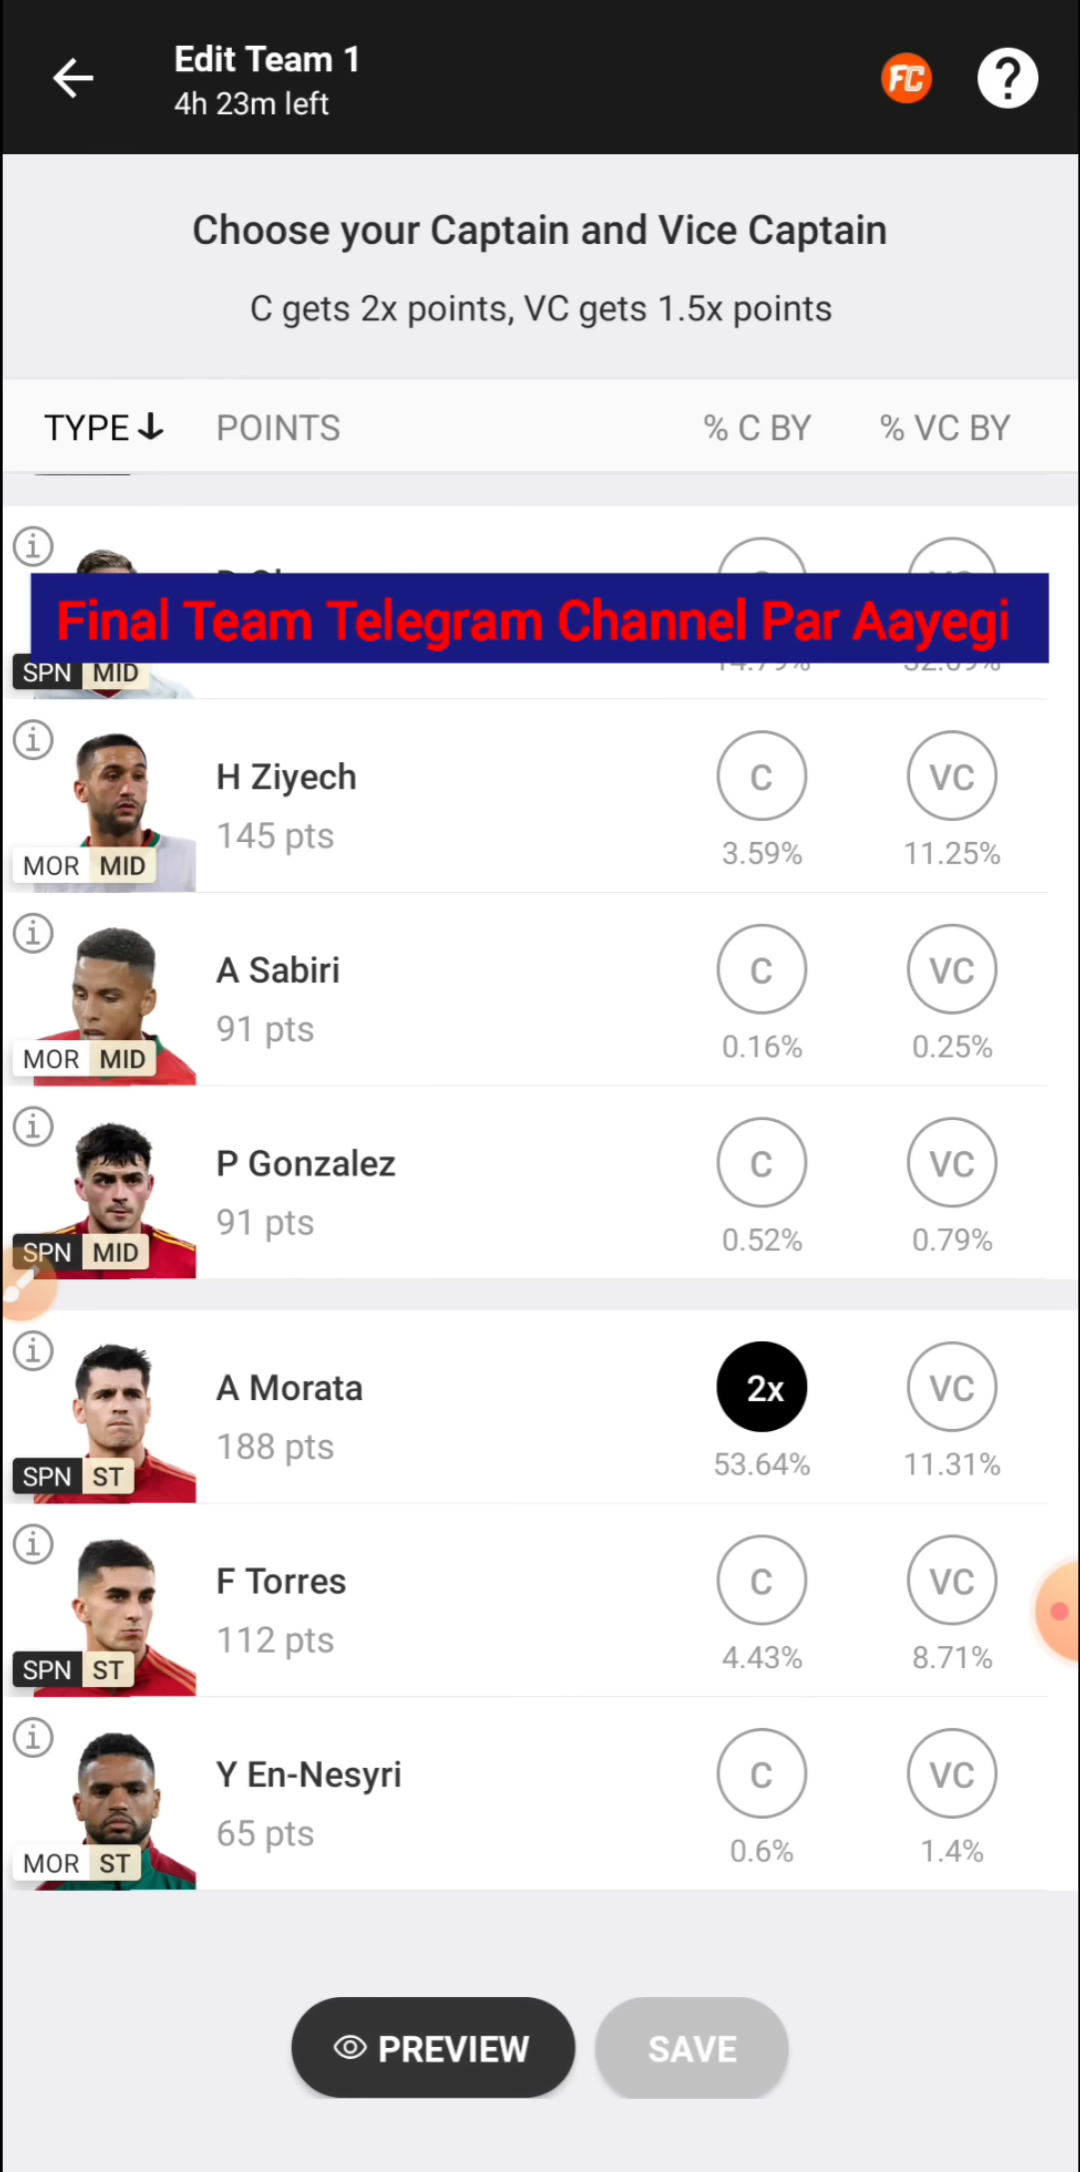 Edit Team 1
4h 23m left
FC
?
Choose your Captain and Vice Captain
C gets 2x points, VC gets 1.5x points
TYPE POINTS % C BY % VC BY
Final Team Telegram Channel Par Aayegi
SPN MID
H Ziyech
145 pts
C VC
3.59% 11.25%
MOR MID
A Sabiri
91 pts
C VC
0.16% 0.25%
MOR MID
P Gonzalez
91 pts
C VC
0.52% 0.79%
SPN MID
A Morata
188 pts
2x VC
53.64% 11.31%
SPN ST
F Torres
112 pts
C VC
4.43% 8.71%
SPN ST
Y En-Nesyri
65 pts
C VC
0.6% 1.4%
MOR ST
PREVIEW SAVE